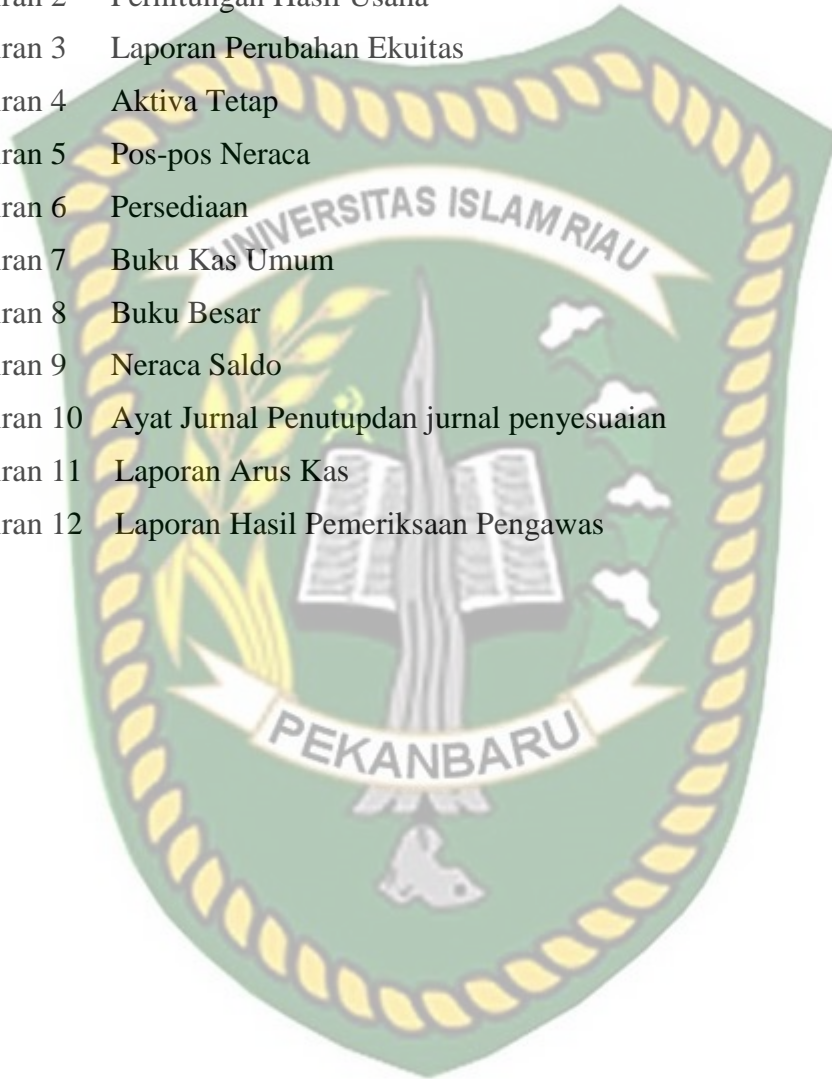 ran 2 Perhitungan Hasil Usaha
ran 3 Laporan Perubahan Ekuitas
ran 4 Aktiva Tetap
ran 5 Pos-pos Neraca
ran 6 Persediaan
ran 7 Buku Kas Umum
ran 8 Buku Besar
ran 9 Neraca Saldo
ran 10 Ayat Jurnal Penutupdan jurnal penyesuaian
ran 11 Laporan Arus Kas
ran 12 Laporan Hasil Pemeriksaan Pengawas
UNIVERSITAS ISLAM RIAU
PEKANBARU